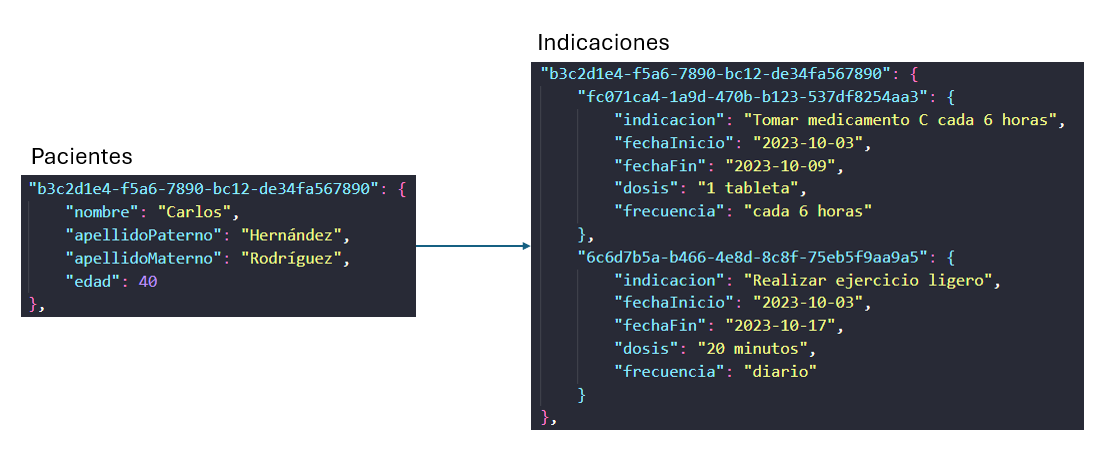 Pacientes
"b3c2d1e4-f5a6-7890-bc12-de34fa567890": {
"nombre": "Carlos",
"apellidoPaterno": "Hernández",
"apellidoMaterno": "Rodríguez",
"edad": 40
},
Indicaciones
"b3c2d1e4-f5a6-7890-bc12-de34fa567890": {
"fc071ca4-1a9d-470b-b123-537df8254aa3": {
"indicacion": "Tomar medicamento C cada 6 horas",
"fechaInicio": "2023-10-03",
"fechaFin": "2023-10-09",
"dosis": "1 tableta",
"frecuencia": "cada 6 horas"
},
"6c6d7b5a-b466-4e8d-8c8f-75eb5f9aa9a5": {
"indicacion": "Realizar ejercicio ligero",
"fechaInicio": "2023-10-03",
"fechaFin": "2023-10-17",
"dosis": "20 minutos",
"frecuencia": "diario"
}
},